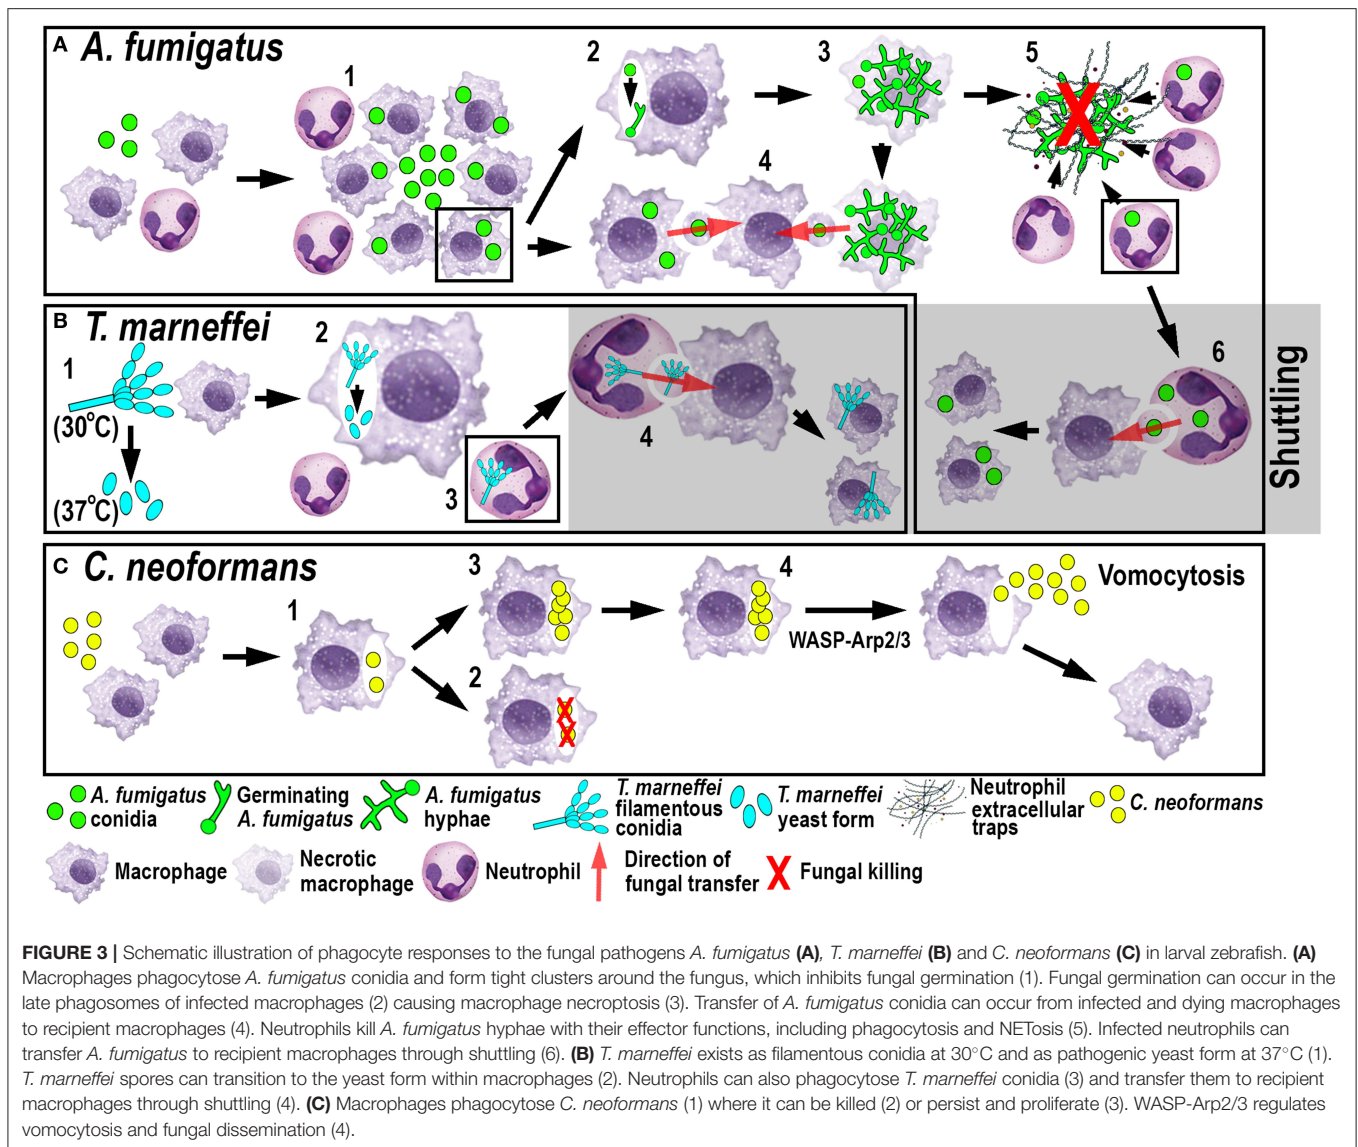 A A. fumigatus
1
2
3
4
5
6
Shuttling
B T. marneffei
1
(30°C)
(37°C)
2
3
4
C C. neoformans
1
2
3
4
WASP-Arp2/3
Vomocytosis
A. fumigatus
conidia
Germinating
A. fumigatus
A. fumigatus
hyphae
T. marneffei
filamentous
conidia
T. marneffei
yeast form
Neutrophil
extracellular
traps
C. neoformans
Macrophage
Necrotic
macrophage
Neutrophil
Direction of
fungal transfer
X Fungal killing
FIGURE 3 | Schematic illustration of phagocyte responses to the fungal pathogens A. fumigatus (A), T. marneffei (B) and C. neoformans (C) in larval zebrafish. (A)
Macrophages phagocytose A. fumigatus conidia and form tight clusters around the fungus, which inhibits fungal germination (1). Fungal germination can occur in the
late phagosomes of infected macrophages (2) causing macrophage necroptosis (3). Transfer of A. fumigatus conidia can occur from infected and dying macrophages
to recipient macrophages (4). Neutrophils kill A. fumigatus hyphae with their effector functions, including phagocytosis and NETosis (5). Infected neutrophils can
transfer A. fumigatus to recipient macrophages through shuttling (6). (B) T. marneffei exists as filamentous conidia at 30°C and as pathogenic yeast form at 37°C (1).
T. marneffei spores can transition to the yeast form within macrophages (2). Neutrophils can also phagocytose T. marneffei conidia (3) and transfer them to recipient
macrophages through shuttling (4). (C) Macrophages phagocytose C. neoformans (1) where it can be killed (2) or persist and proliferate (3). WASP-Arp2/3 regulates
vomocytosis and fungal dissemination (4).